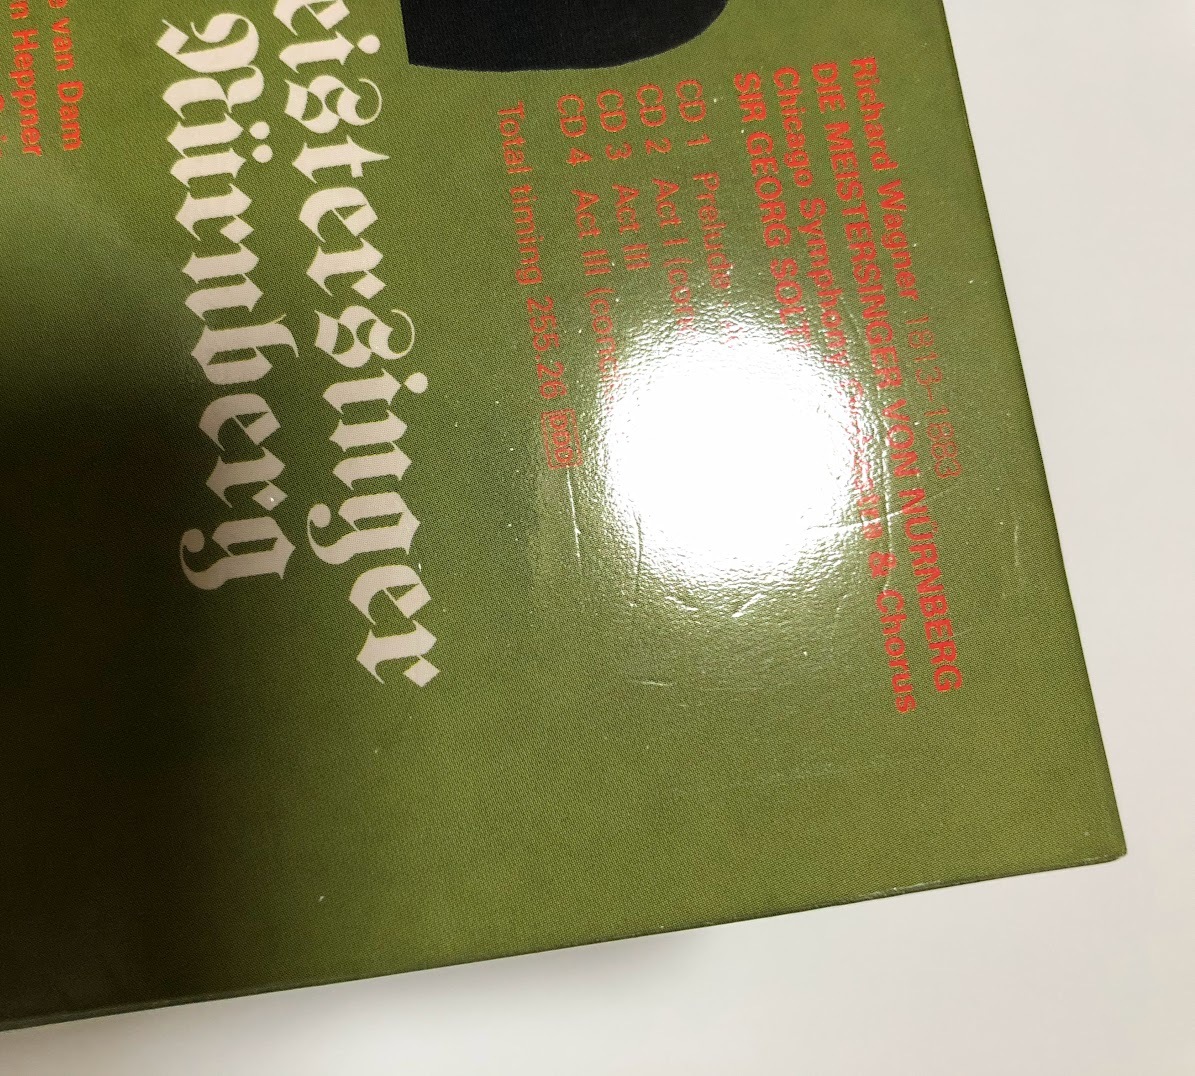 Richard Wagner 1813–1883
DIE MEISTERSINGER VON NÜRNBERG
Chicago Symphony & Chorus
SIR GEORG
CD 1 Prelude
CD 2 Act I
CD 3 Act III
CD 4 Act III
Total timing 255.26 DDD
eistersinger
Nürnberg
van Dam
Heppner